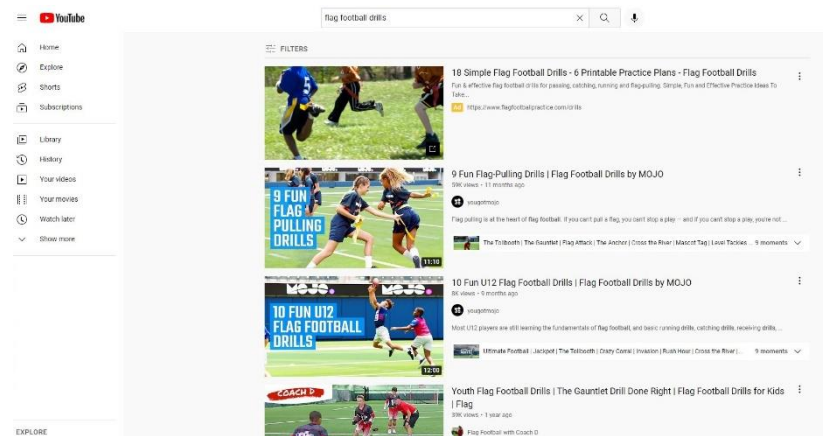 YouTube
flag football drills
Home
Explore
Shorts
Subscriptions
Library
History
Your videos
Your movies
Watch later
Show more
EXPLORE
FILTERS
18 Simple Flag Football Drills - 6 Printable Practice Plans - Flag Football Drills
Fun & effective flag football drills for passing, catching, running and flag-pulling. Simple, Fun and Effective Practice Ideas To
Take...
Ad https://www.flagfootballpractice.com/drills
9 FUN
FLAG
PULLING
DRILLS
11:10
9 Fun Flag-Pulling Drills | Flag Football Drills by MOJO
59K views • 11 months ago
yougotmojo
Flag pulling is at the heart of flag football. If you can't pull a flag, you can't stop a play — and if you can't stop a play, you're not ...
The Tollbooth | The Gauntlet | Flag Attack | The Anchor | Cross the River | Mascot Tag | Level Tackles ... 9 moments
MOJO
10 FUN U12
FLAG FOOTBALL
DRILLS
12:00
10 Fun U12 Flag Football Drills | Flag Football Drills by MOJO
8K views • 9 months ago
yougotmojo
Most U12 players are still learning the fundamentals of flag football, and basic running drills, catching drills, receiving drills, ...
Ultimate Football | Jackpot | The Tollbooth | Crazy Corral | Invasion | Rush Hour | Cross the River | ... 9 moments
COACH D
Youth Flag Football Drills | The Gauntlet Drill Done Right | Flag Football Drills for Kids
| Flag
39K views • 1 year ago
Flag Football with Coach D